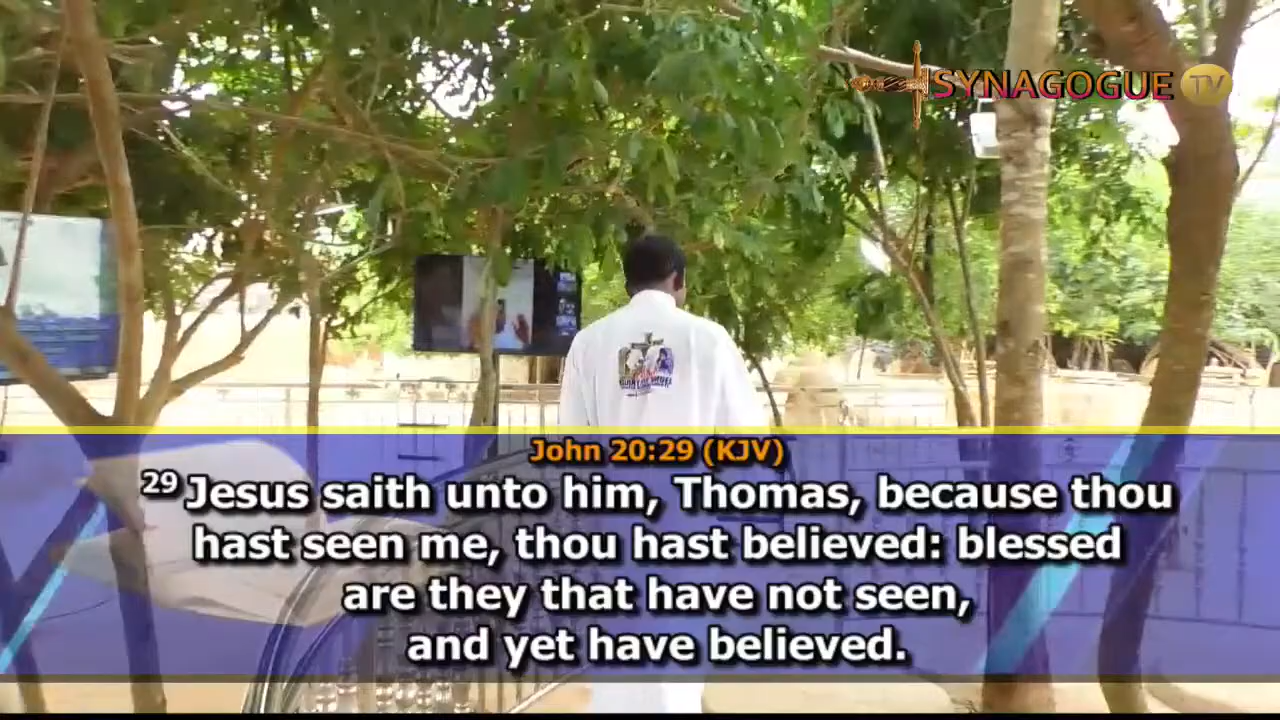 SYNAGOGUE TV
John 20:29 (KJV)
29 Jesus saith unto him, Thomas, because thou
hast seen me, thou hast believed: blessed
are they that have not seen,
and yet have believed.